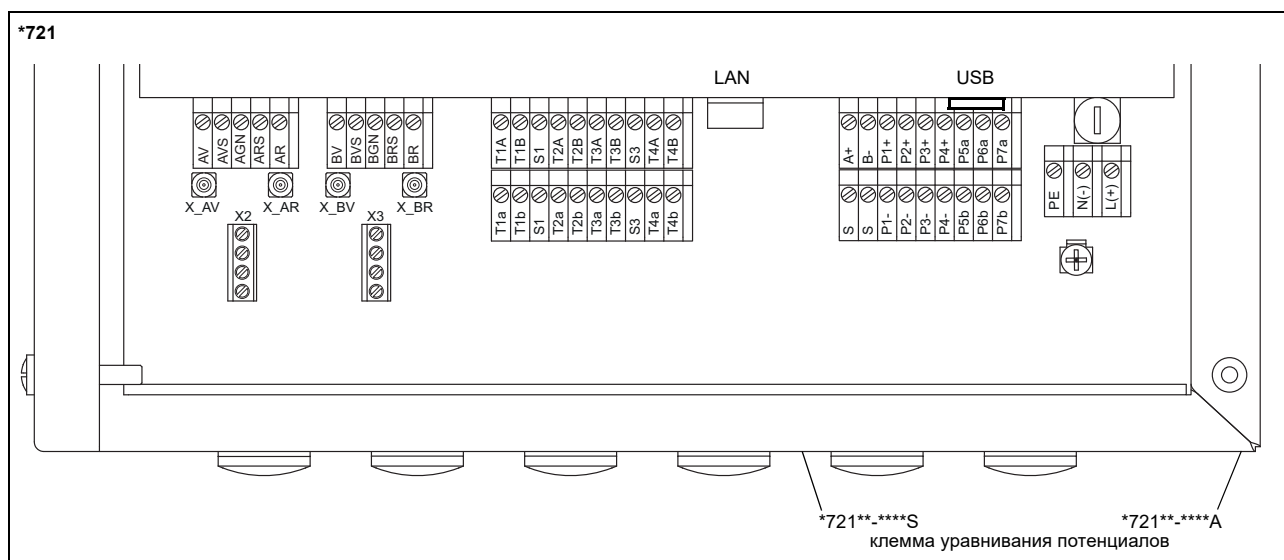 *721
LAN USB
AV AVS AGN ARS AR BV BVS BGN BRS BR T1A T1B S1 T2A T2B T3A T3B S3 T4A T4B A+ B- P1+ P2+ P3+ P4+ P5a P6a P7a
PE N(-) L(+)
X_AV X_AR X_BV X_BR
X2 X3
T1a T1b S1 T2a T2b T3a T3b S3 T4a T4b S S P1- P2- P3- P4- P5b P6b P7b
*721**-****S *721**-****A
клемма уравнивания потенциалов